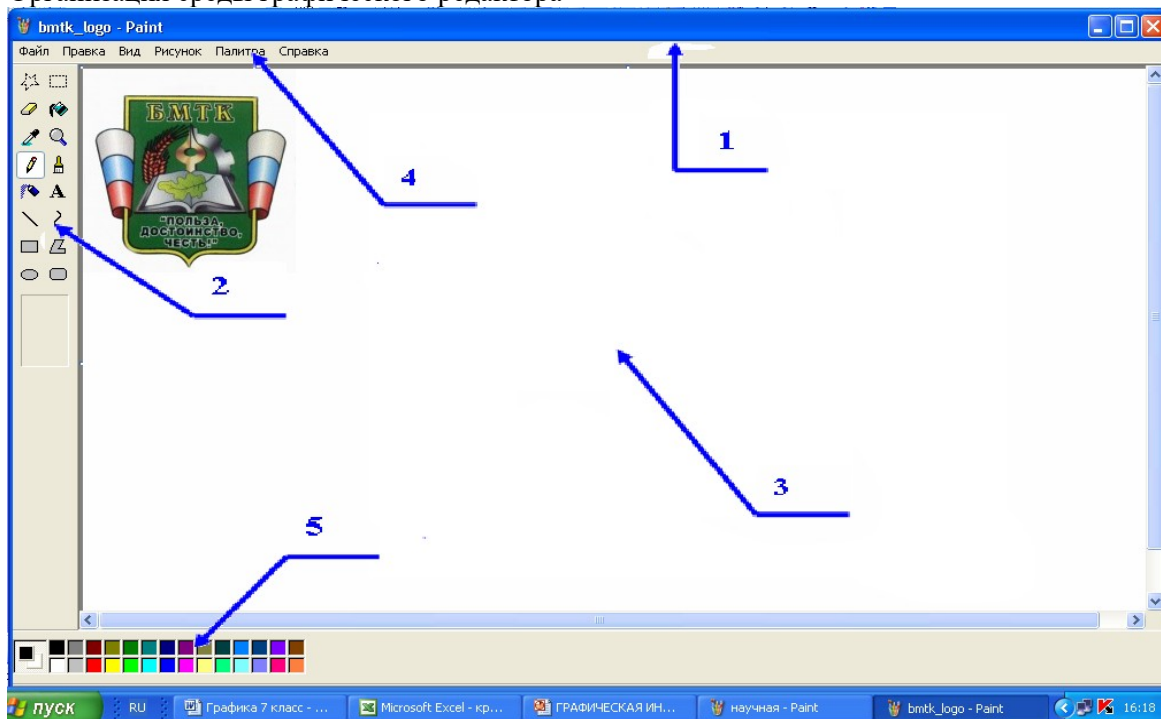 Организация среды графического редактора
bmtk_logo - Paint
Файл Правка Вид Рисунок Палитра Справка
1
БМТК
4
"ПОЛЬЗА,
ДОСТОИНСТВО,
ЧЕСТЬ!"
A
2
3
5
пуск RU Графика 7 класс - ... Microsoft Excel - кр... ГРАФИЧЕСКАЯ ИН... научная - Paint bmtk_logo - Paint 16:18